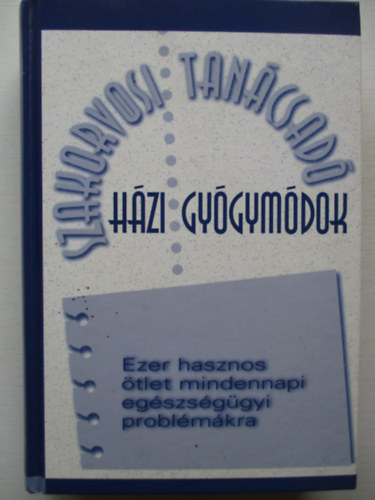 SZAKORVOSI TANÁCSADÓ
HÁZI GYÓGYMÓDOK
Ezer hasznos
ötlet mindennapi
egészségügyi
problémákra